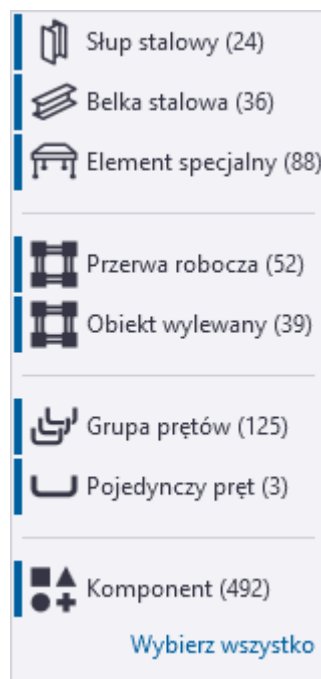 Słup stalowy (24)
Belka stalowa (36)
Element specjalny (88)
Przerwa robocza (52)
Obiekt wylewany (39)
Grupa prętów (125)
Pojedynczy pręt (3)
Komponent (492)
Wybierz wszystko